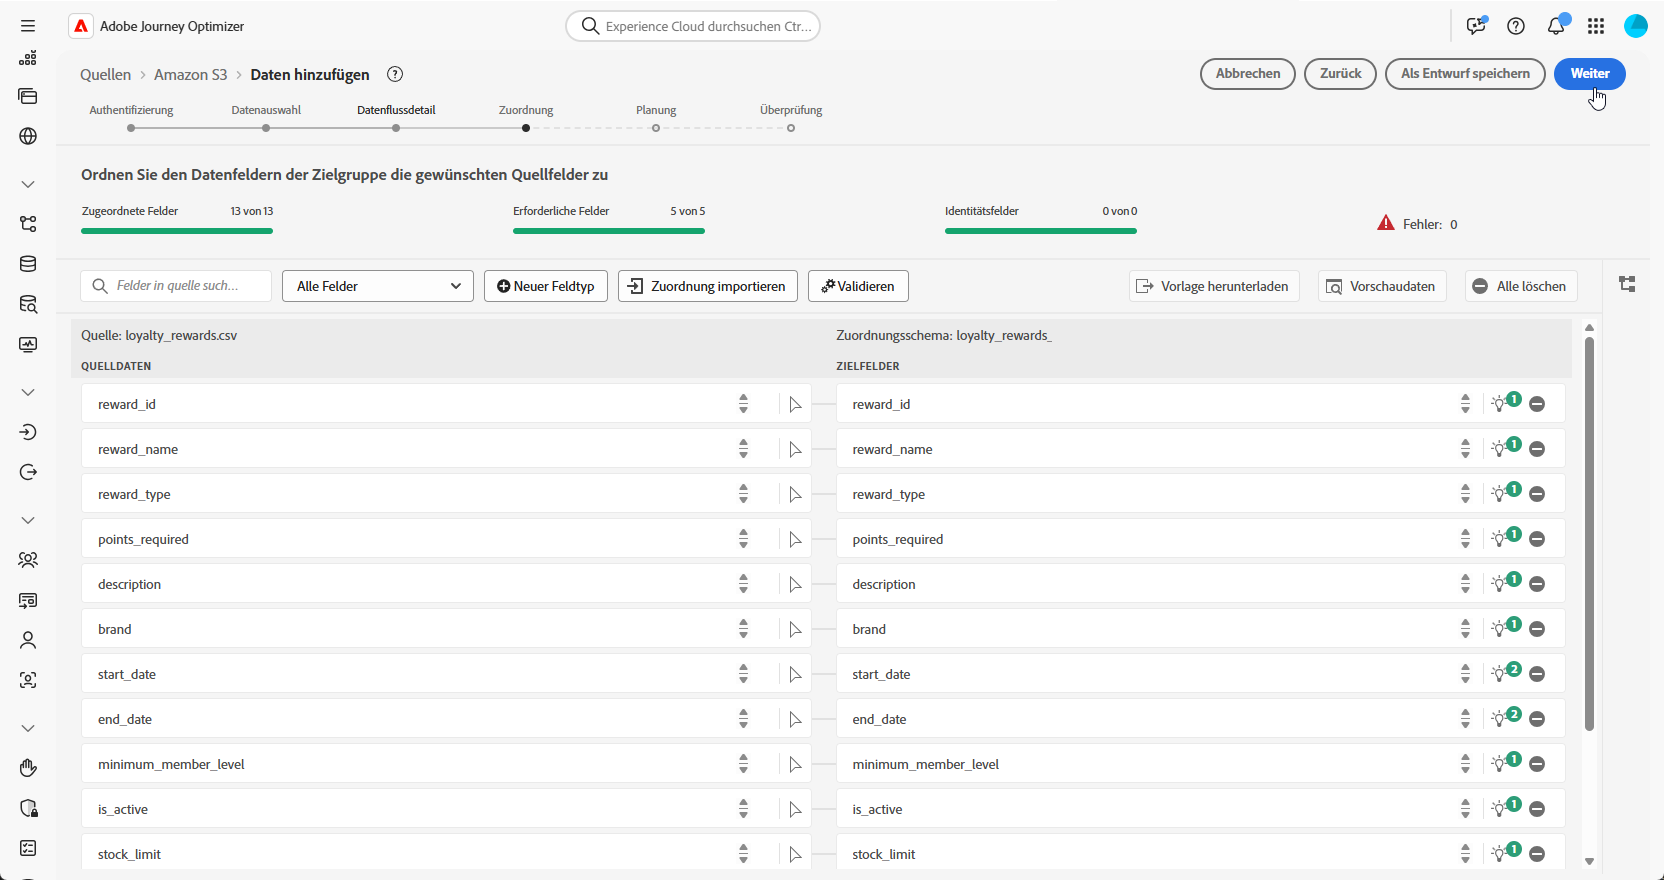 Adobe Journey Optimizer
Experience Cloud durchsuchen Ctr...
Quellen > Amazon S3 > Daten hinzufügen
Abbrechen
Zurück
Als Entwurf speichern
Weiter
Authentifizierung
Datenauswahl
Datenflussdetail
Zuordnung
Planung
Überprüfung
Ordnen Sie den Datenfeldern der Zielgruppe die gewünschten Quellfelder zu
Zugeordnete Felder 13 von 13
Erforderliche Felder 5 von 5
Identitätsfelder 0 von 0
Fehler: 0
Felder in quelle such...
Alle Felder
Neuer Feldtyp
Zuordnung importieren
Validieren
Vorlage herunterladen
Vorschaudaten
Alle löschen
Quelle: loyalty_rewards.csv
Zuordnungsschema: loyalty_rewards_
QUELLDATEN
ZIELFELDER
reward_id reward_id 1
reward_name reward_name 1
reward_type reward_type 1
points_required points_required 1
description description 1
brand brand 1
start_date start_date 2
end_date end_date 2
minimum_member_level minimum_member_level 1
is_active is_active 1
stock_limit stock_limit 1